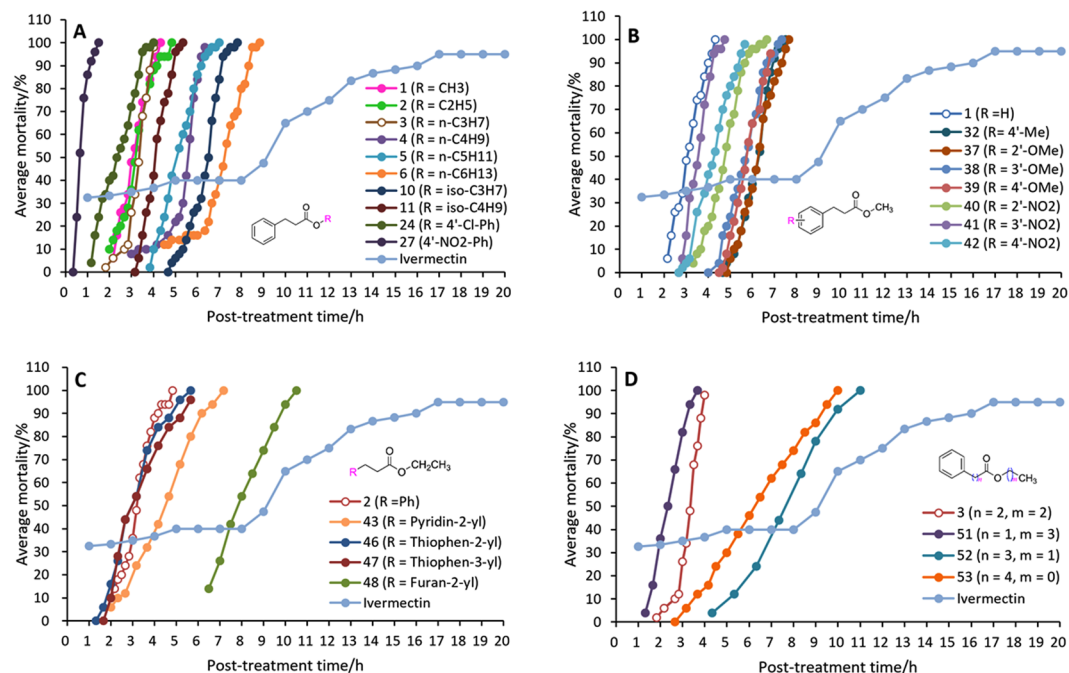 A
Average mortality/%
110
100
90
80
70
60
50
40
30
20
10
0
1 (R = CH3)
2 (R = C2H5)
3 (R = n-C3H7)
4 (R = n-C4H9)
5 (R = n-C5H11)
6 (R = n-C6H13)
10 (R = iso-C3H7)
11 (R = iso-C4H9)
24 (R = 4'-Cl-Ph)
27 (4'-NO2-Ph)
Ivermectin
O
O R
0 1 2 3 4 5 6 7 8 9 10 11 12 13 14 15 16 17 18 19 20
Post-treatment time/h
B
Average mortality/%
110
100
90
80
70
60
50
40
30
20
10
0
1 (R =H)
32 (R= 4'-Me)
37 (R = 2'-OMe)
38 (R = 3'-OMe)
39 (R = 4'-OMe)
40 (R = 2'-NO2)
41 (R = 3'-NO2)
42 (R = 4'-NO2)
Ivermectin
O
R O CH3
0 1 2 3 4 5 6 7 8 9 10 11 12 13 14 15 16 17 18 19 20
Post-treatment time/h
C
Average mortality/%
110
100
90
80
70
60
50
40
30
20
10
0
O
R O CH2CH3
2 (R =Ph)
43 (R = Pyridin-2-yl)
46 (R = Thiophen-2-yl)
47 (R = Thiophen-3-yl)
48 (R = Furan-2-yl)
Ivermectin
0 1 2 3 4 5 6 7 8 9 10 11 12 13 14 15 16 17 18 19 20
Post-treatment time/h
D
Average mortality/%
110
100
90
80
70
60
50
40
30
20
10
0
O
O CH3
3 (n = 2, m = 2)
51 (n = 1, m = 3)
52 (n = 3, m = 1)
53 (n = 4, m = 0)
Ivermectin
0 1 2 3 4 5 6 7 8 9 10 11 12 13 14 15 16 17 18 19 20
Post-treatment time/h